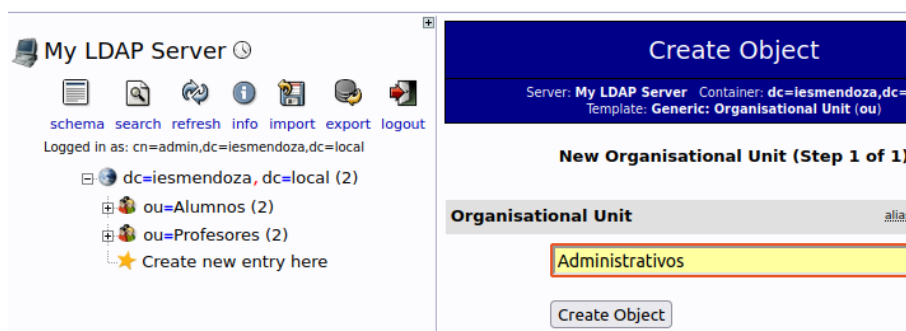 My LDAP Server
schema search refresh info import export logout
Logged in as: cn=admin,dc=iesmendoza,dc=local
dc=iesmendoza, dc=local (2)
ou=Alumnos (2)
ou=Profesores (2)
Create new entry here
Create Object
Server: My LDAP Server Container: dc=iesmendoza,dc=
Template: Generic: Organisational Unit (ou)
New Organisational Unit (Step 1 of 1)
Organisational Unit alia
Administrativos
Create Object